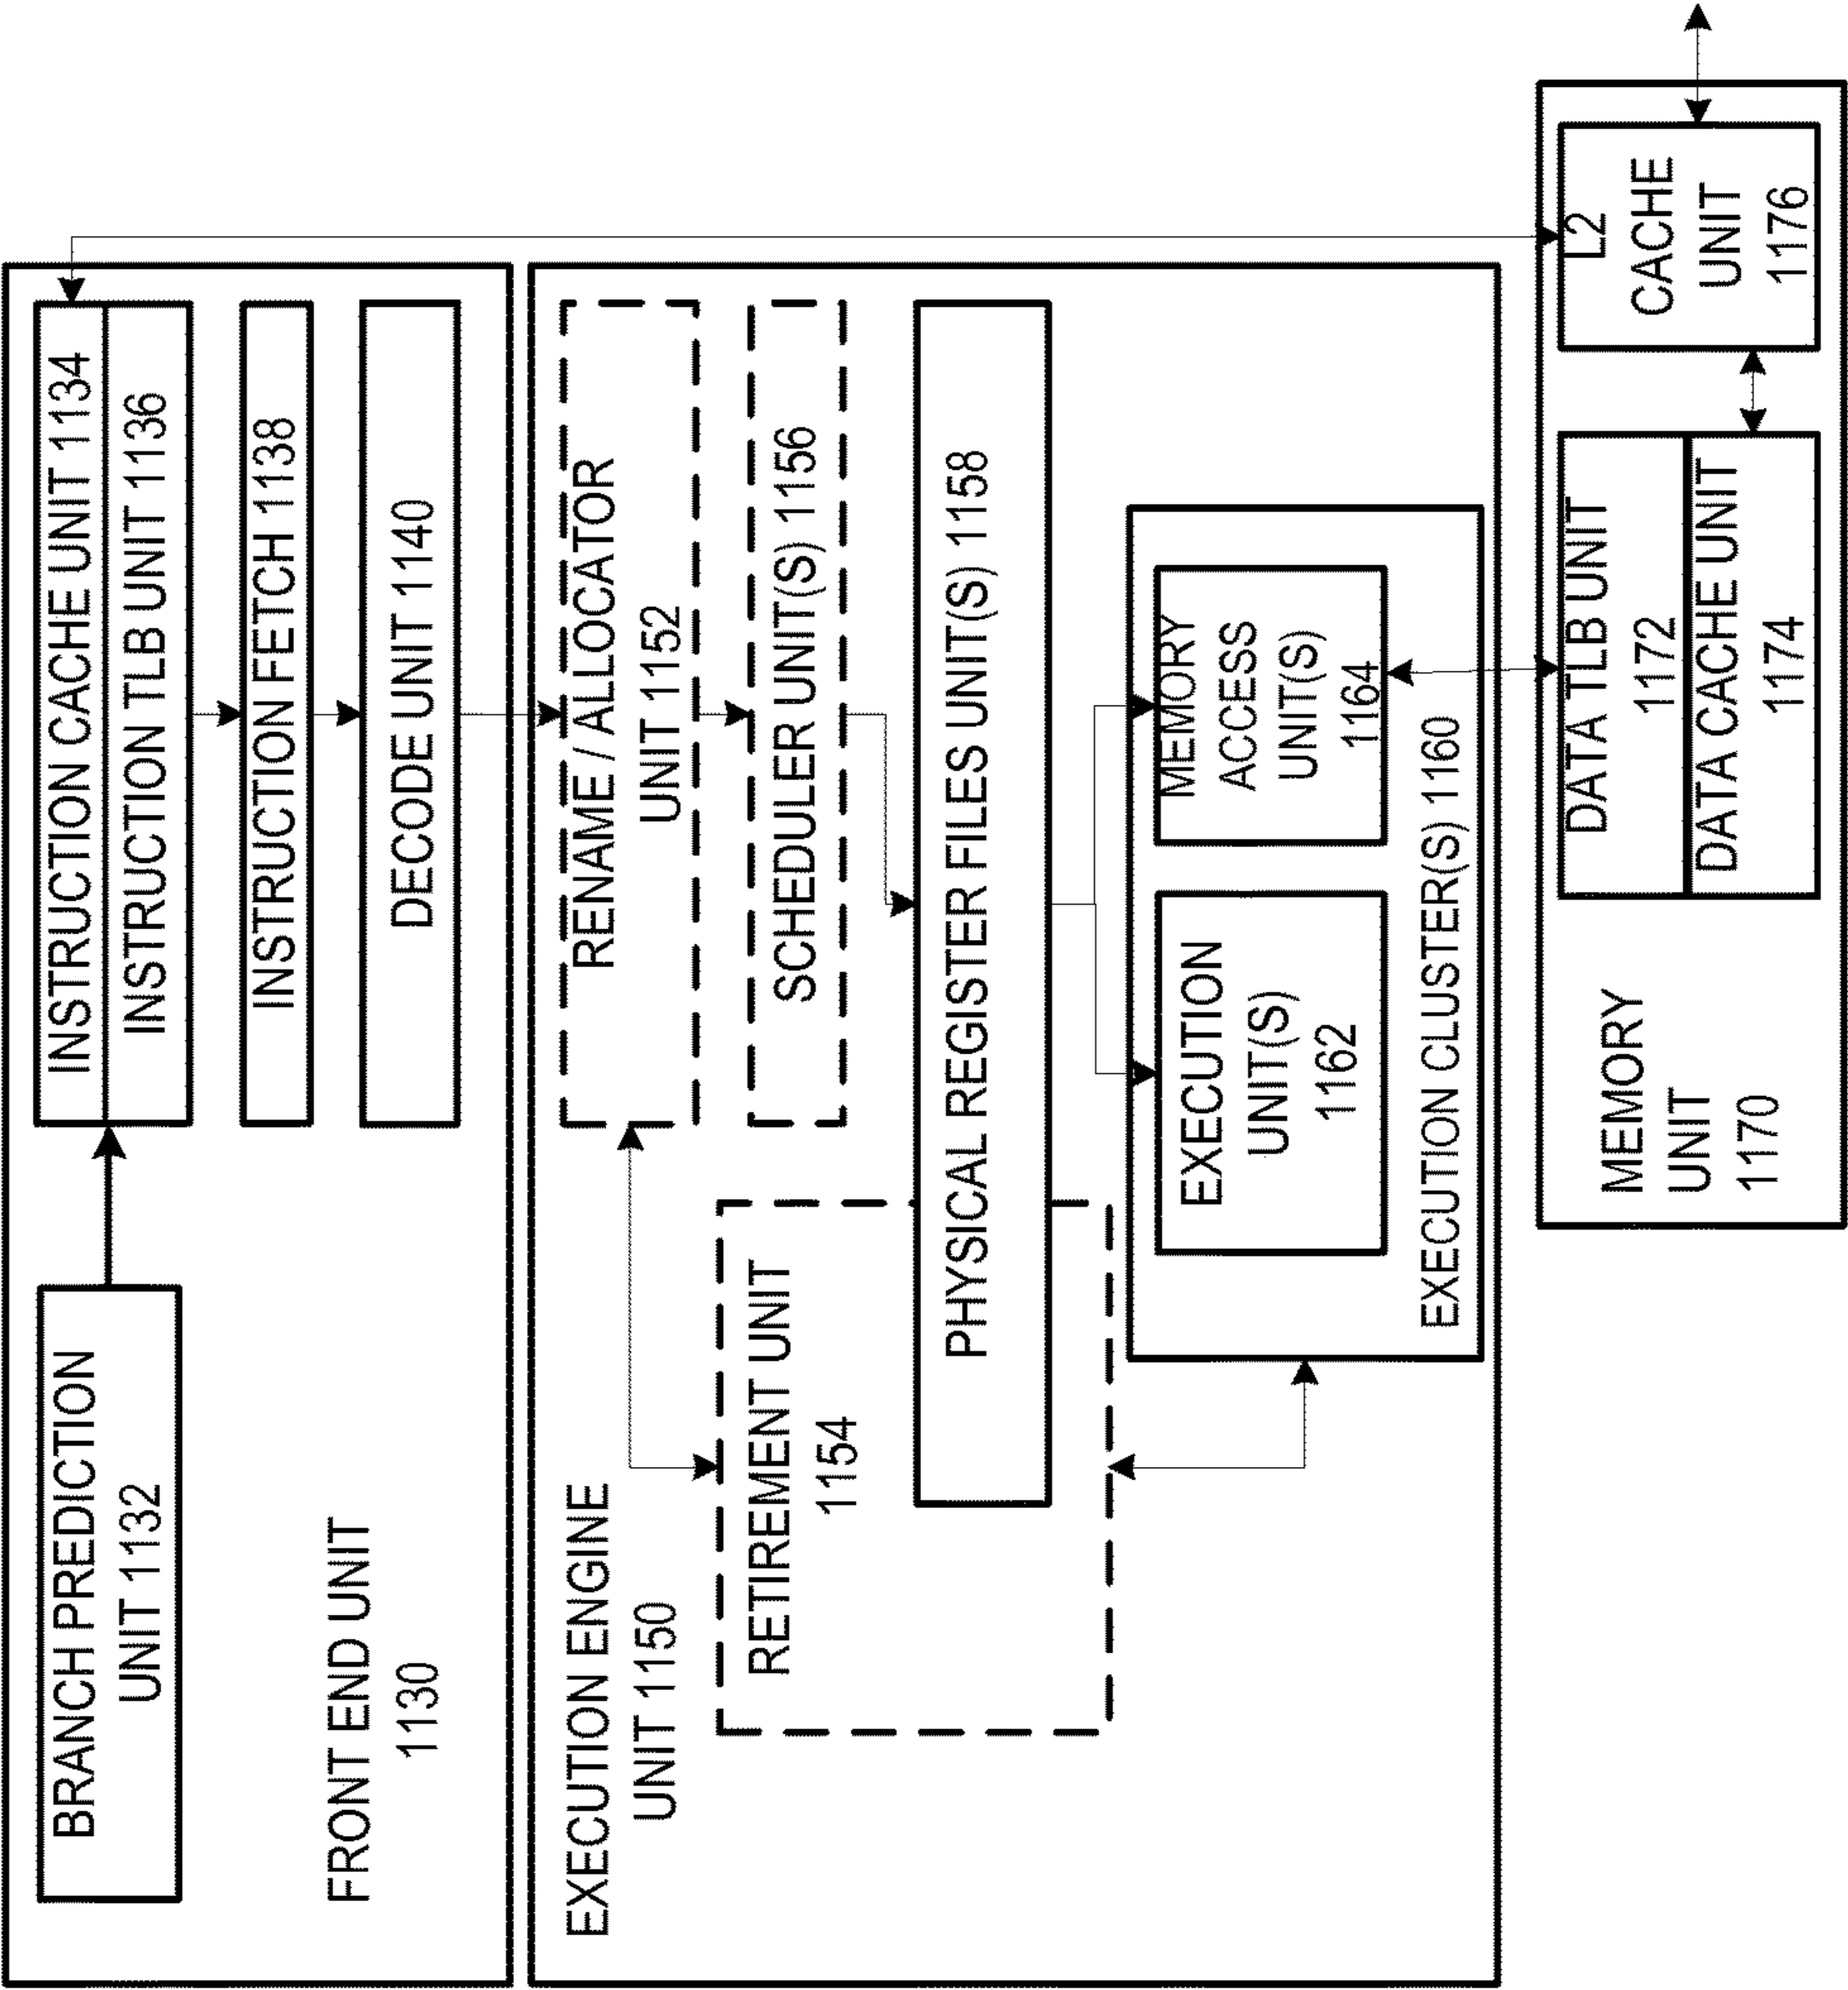 BRANCH PREDICTION
UNIT 1132
INSTRUCTION CACHE UNIT 1134
INSTRUCTION TLB UNIT 1136
INSTRUCTION FETCH 1138
DECODE UNIT 1140
FRONT END UNIT
1130
EXECUTION ENGINE
UNIT 1150
RENAME / ALLOCATOR
UNIT 1152
RETIREMENT UNIT
1154
SCHEDULER UNIT(S) 1156
PHYSICAL REGISTER FILES UNIT(S) 1158
EXECUTION
UNIT(S)
1162
MEMORY
ACCESS
UNIT(S)
1164
EXECUTION CLUSTER(S) 1160
MEMORY
UNIT
1170
DATA TLB UNIT
1172
DATA CACHE UNIT
1174
L2
CACHE
UNIT
1176